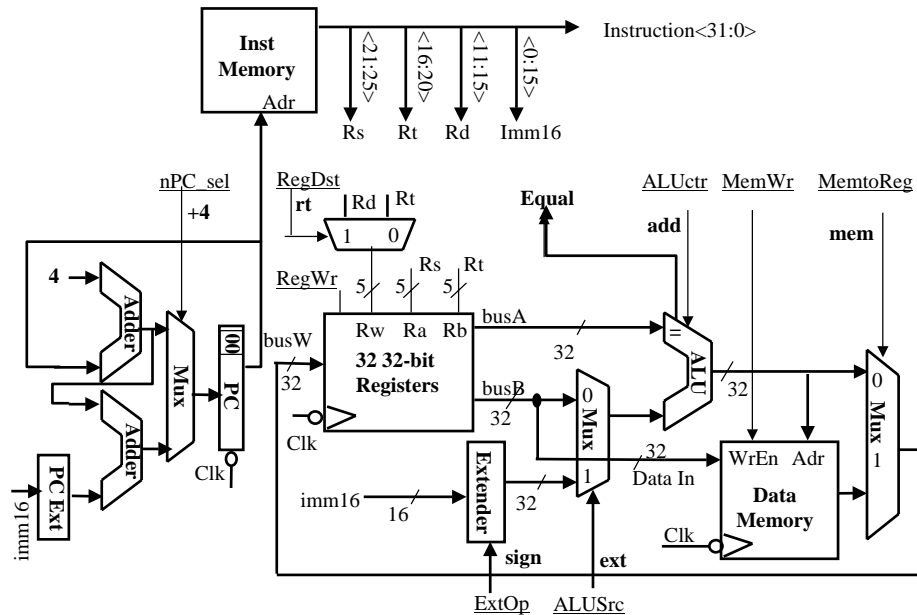 Inst
Memory
Adr
<21:25>
<16:20>
<11:15>
<0:15>
Instruction<31:0>
Rs
Rt
Rd
Imm16
nPC_sel
+4
RegDst
rt
Rd
Rt
1
0
Equal
ALUctr
add
MemWr
MemtoReg
mem
4
Adder
Mux
00
PC
Adder
PC Ext
imm16
Clk
RegWr
5
5
5
Rs
Rt
busW
32
Rw
Ra
Rb
32 32-bit
Registers
Clk
busA
32
busB
32
0
Mux
1
=
ALU
32
32
Data In
WrEn
Adr
Data
Memory
Clk
0
Mux
1
imm16
16
Extender
32
sign
ext
ExtOp
ALUSrc